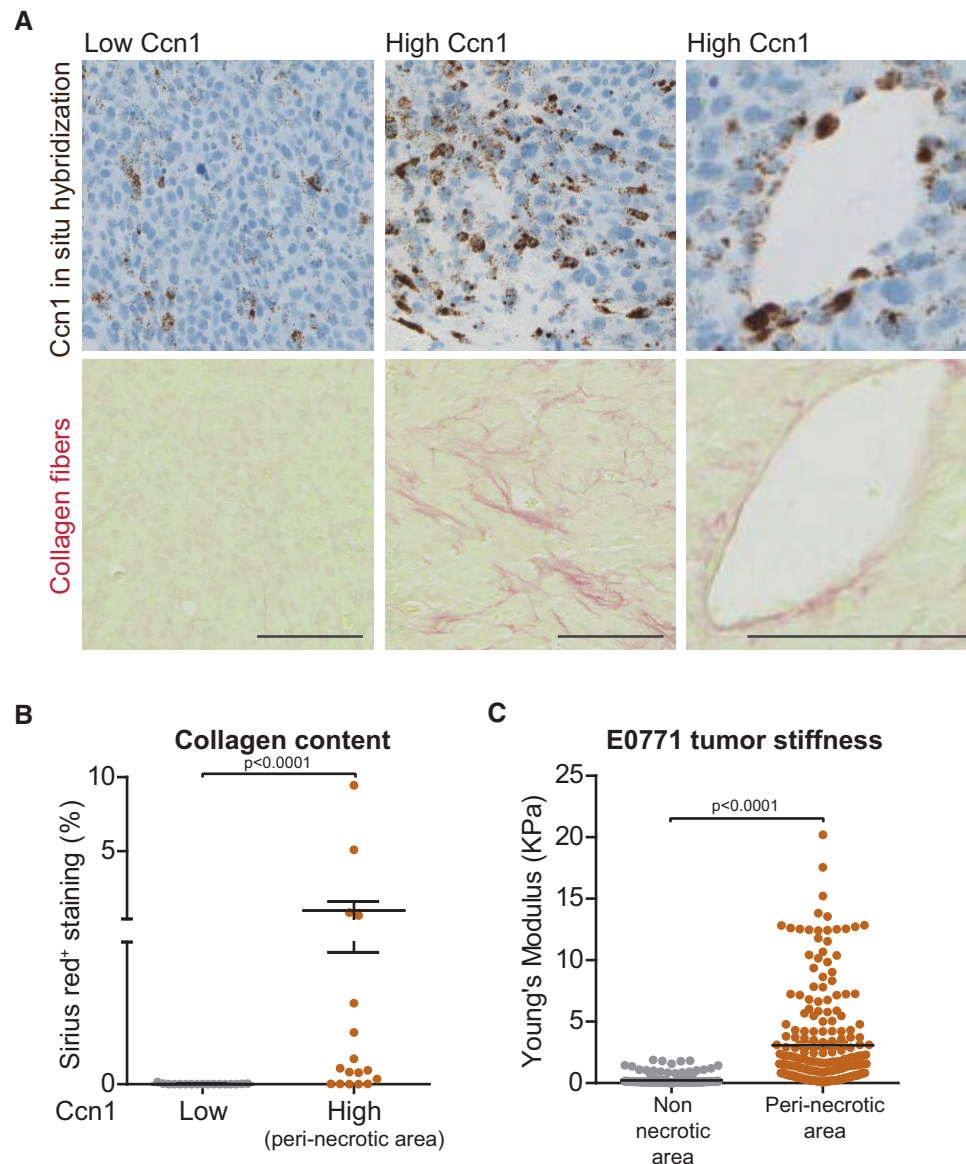 A
Low Ccn1
High Ccn1
High Ccn1
Ccn1 in situ hybridization
Collagen fibers
B
Collagen content
p<0.0001
10
5
0
Sirius red⁺ staining (%)
Ccn1
Low
High
(peri-necrotic area)
C
E0771 tumor stiffness
p<0.0001
25
20
15
10
5
0
Young's Modulus (KPa)
Non
necrotic
area
Peri-necrotic
area